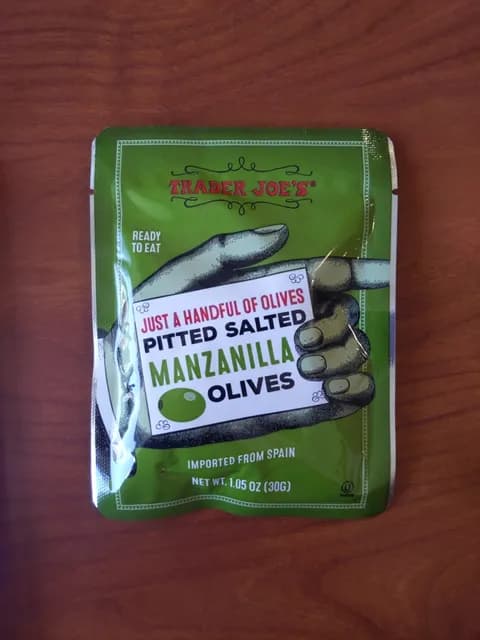 TRADER JOE'S®
READY
TO EAT
JUST A HANDFUL OF OLIVES
PITTED SALTED
MANZANILLA
OLIVES
IMPORTED FROM SPAIN
NET WT. 1.05 OZ (30G)